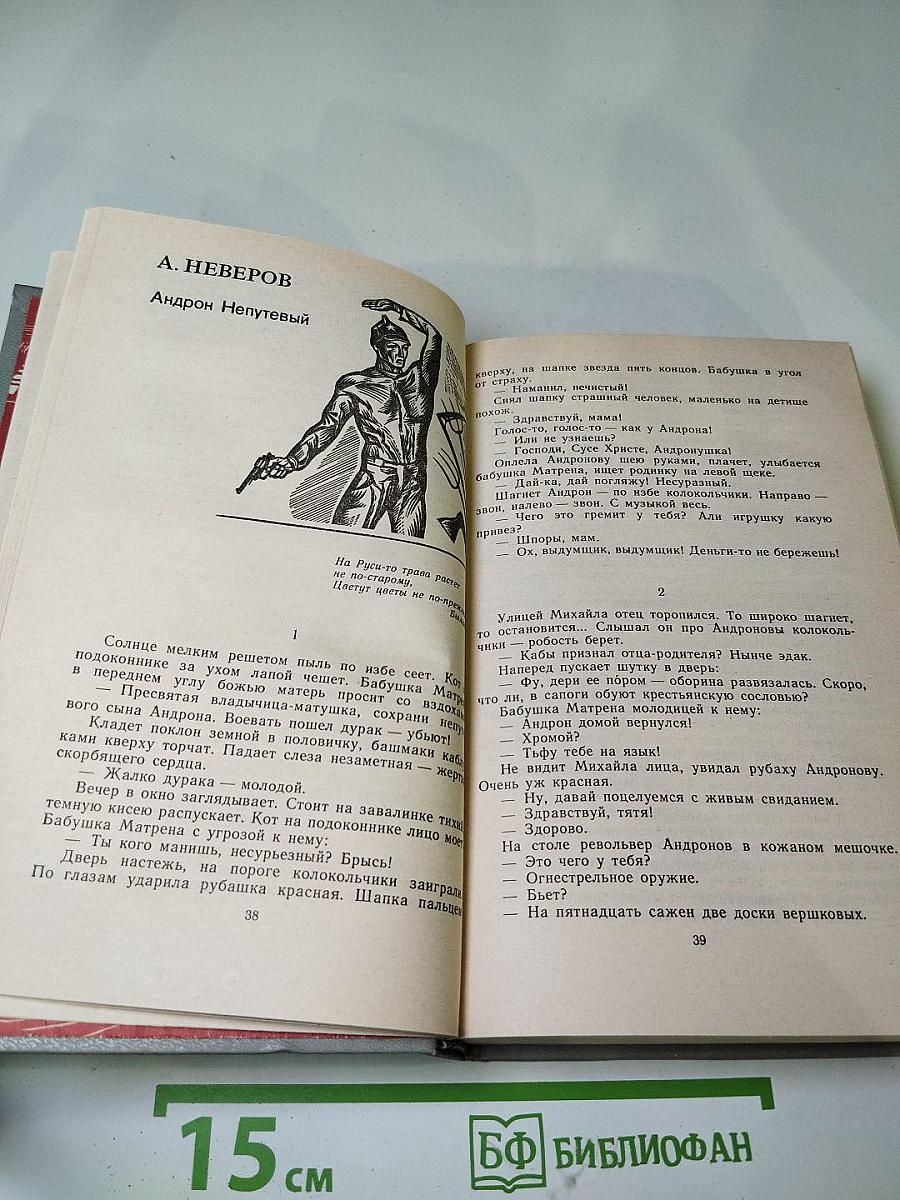 А. НЕВЕРОВ
Андрон Непутевый
На Руси-то трава растет
не по-старому,
Цветут цветы не по-преж
1
Солнце мелким решетом пыль по избе сеет. Кот
подоконнике за ухом лапой чешет. Бабушка Матре
в переднем углу божью матерь просит со вздоха
— Пресвятая владычица-матушка, сохрани непу
вого сына Андрона. Воевать пошел дурак — убьют!
Кладет поклон земной в половичку, башмаки каб
ками кверху торчат. Падает слеза незаметная — жерт
скорбящего сердца.
— Жалко дурака — молодой.
Вечер в окно заглядывает. Стоит на завалинке тихи
темную кисею распускает. Кот на подоконнике лицо моет
Бабушка Матрена с угрозой к нему:
— Ты кого манишь, несурьезный? Брысь!
Дверь настежь, на пороге колокольчики заиграли.
По глазам ударила рубашка красная. Шапка пальцем
38
кверху, на шапке звезда пять концов. Бабушка в угол
от страху.
— Наманил, нечистый!
Снял шапку страшный человек, маленько на детище
похож.
— Здравствуй, мама!
Голос-то, голос-то — как у Андрона!
— Или не узнаешь?
— Господи, Сусе Христе, Андронушка!
Оплела Андронову шею руками, плачет, улыбается
бабушка Матрена, ищет родинку на левой щеке.
— Дай-ка, дай погляжу! Несуразный.
Шагнет Андрон — по избе колокольчики. Направо —
звон, налево — звон. С музыкой весь.
— Чего это гремит у тебя? Али игрушку какую
привез?
— Шпоры, мам.
— Ох, выдумщик, выдумщик! Деньги-то не бережешь!
2
Улицей Михайла отец торопился. То широко шагнет,
то остановится... Слышал он про Андроновы колоколь-
чики — робость берет.
— Кабы признал отца-родителя? Нынче эдак.
Наперед пускает шутку в дверь:
— Фу, дери ее пóром — оборина развязалась. Скоро,
что ли, в сапоги обуют крестьянскую сословью?
Бабушка Матрена молодицей к нему:
— Андрон домой вернулся!
— Хромой?
— Тьфу тебе на язык!
Не видит Михайла лица, увидал рубаху Андронову.
Очень уж красная.
— Ну, давай поцелуемся с живым свиданием.
— Здравствуй, тятя!
— Здорово.
На столе револьвер Андронов в кожаном мешочке.
— Это чего у тебя?
— Огнестрельное оружие.
— Бьет?
— На пятнадцать сажен две доски вершковых.
39
15 см
БФ БИБЛИОФАН